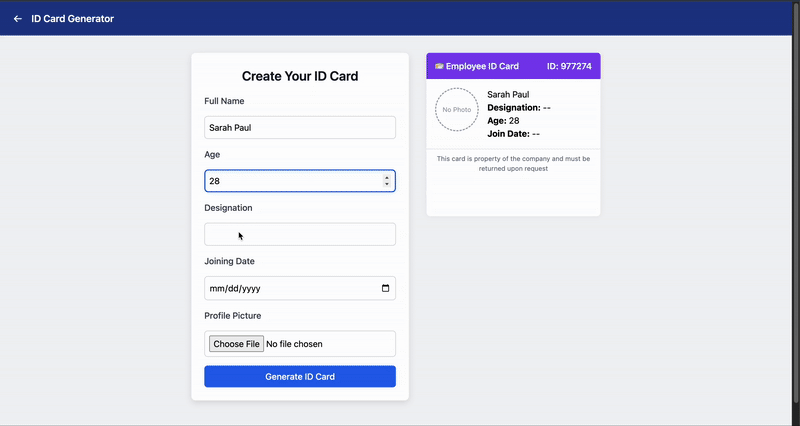 ID Card Generator
Create Your ID Card
Full Name
Sarah Paul
Age
28
Designation
Joining Date
mm/dd/yyyy
Profile Picture
Choose File No file chosen
Generate ID Card
Employee ID Card ID: 977274
No Photo
Sarah Paul
Designation: --
Age: 28
Join Date: --
This card is property of the company and must be
returned upon request